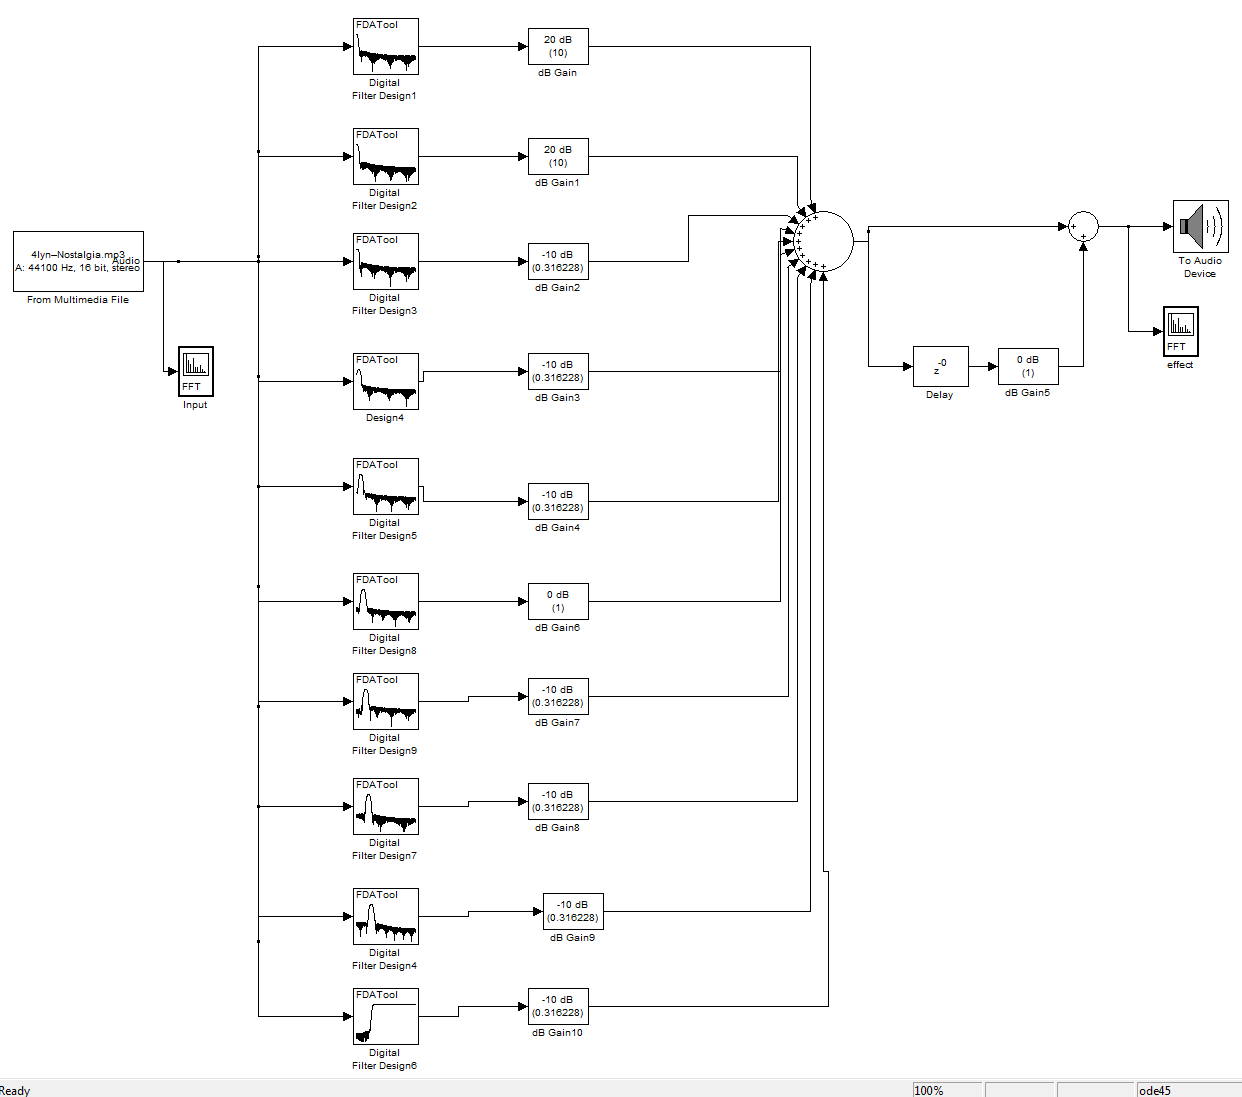 FDATool
Digital
Filter Design1
20 dB
(10)
dB Gain
FDATool
Digital
Filter Design2
20 dB
(10)
dB Gain1
4lyn–Nostalgia.mp3
Audio
A: 44100 Hz, 16 bit, stereo
From Multimedia File
FFT
Input
FDATool
Digital
Filter Design3
-10 dB
(0.316228)
dB Gain2
FDATool
Design4
-10 dB
(0.316228)
dB Gain3
FDATool
Digital
Filter Design5
-10 dB
(0.316228)
dB Gain4
FDATool
Digital
Filter Design8
0 dB
(1)
dB Gain6
FDATool
Digital
Filter Design9
-10 dB
(0.316228)
dB Gain7
FDATool
Digital
Filter Design7
-10 dB
(0.316228)
dB Gain8
FDATool
Digital
Filter Design4
-10 dB
(0.316228)
dB Gain9
FDATool
Digital
Filter Design6
-10 dB
(0.316228)
dB Gain10
To Audio
Device
FFT
effect
-0
z
Delay
0 dB
(1)
dB Gain5
Ready
100%
ode45